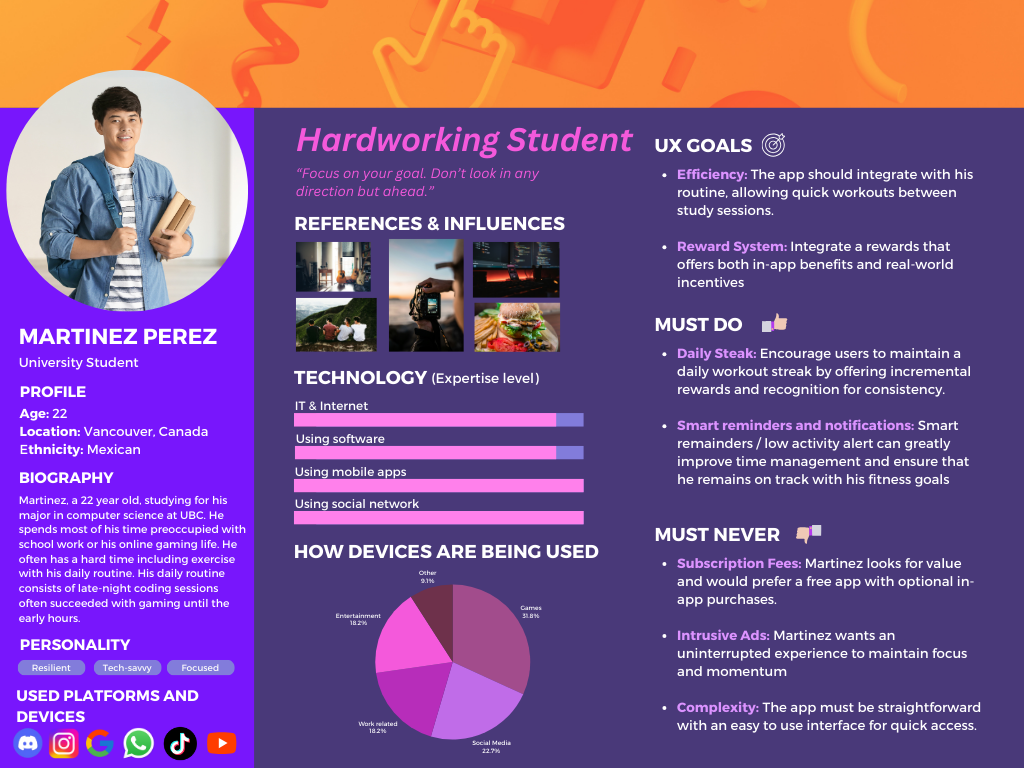 MARTINEZ PEREZ
University Student
PROFILE
Age: 22
Location: Vancouver, Canada
Ethnicity: Mexican
BIOGRAPHY
Martinez, a 22 year old, studying for his
major in computer science at UBC. He
spends most of his time preoccupied with
school work or his online gaming life. He
often has a hard time including exercise
with his daily routine. His daily routine
consists of late-night coding sessions
often succeeded with gaming until the
early hours.
PERSONALITY
Resilient
Tech-savvy
Focused
USED PLATFORMS AND
DEVICES
Hardworking Student
“Focus on your goal. Don’t look in any
direction but ahead.”
REFERENCES & INFLUENCES
TECHNOLOGY (Expertise level)
IT & Internet
Using software
Using mobile apps
Using social network
HOW DEVICES ARE BEING USED
Other
9.1%
Games
31.8%
Entertainment
18.2%
Work related
18.2%
Social Media
22.7%
UX GOALS
• Efficiency: The app should integrate with his
routine, allowing quick workouts between
study sessions.
• Reward System: Integrate a rewards that
offers both in-app benefits and real-world
incentives
MUST DO
• Daily Steak: Encourage users to maintain a
daily workout streak by offering incremental
rewards and recognition for consistency.
• Smart reminders and notifications: Smart
remainders / low activity alert can greatly
improve time management and ensure that
he remains on track with his fitness goals
MUST NEVER
• Subscription Fees: Martinez looks for value
and would prefer a free app with optional in-
app purchases.
• Intrusive Ads: Martinez wants an
uninterrupted experience to maintain focus
and momentum
• Complexity: The app must be straightforward
with an easy to use interface for quick access.